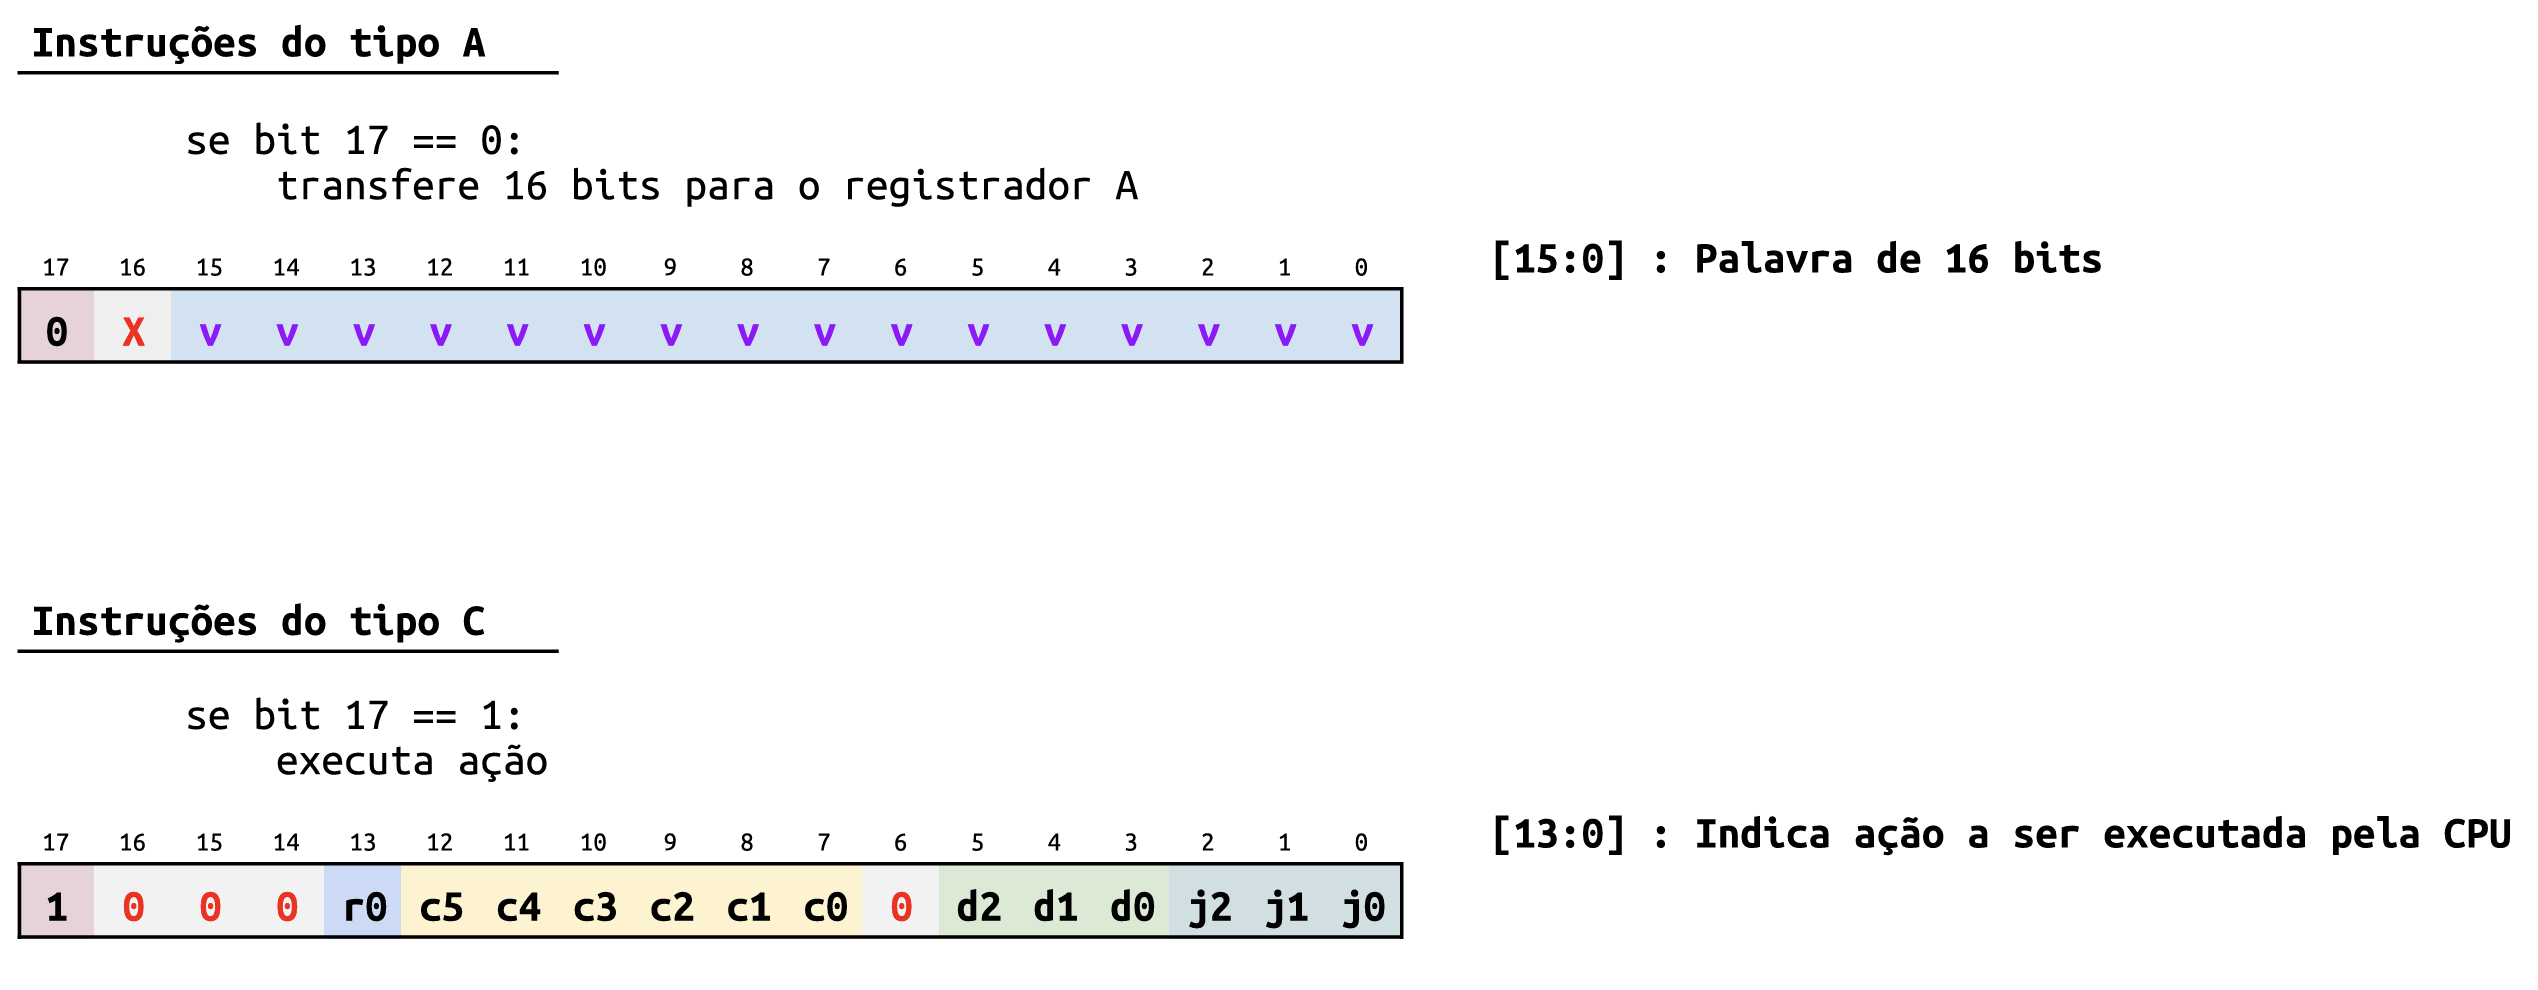 Instruções do tipo A
se bit 17 == 0:
transfere 16 bits para o registrador A
17 16 15 14 13 12 11 10 9 8 7 6 5 4 3 2 1 0
[15:0] : Palavra de 16 bits
0 X v v v v v v v v v v v v v v v v
Instruções do tipo C
se bit 17 == 1:
executa ação
17 16 15 14 13 12 11 10 9 8 7 6 5 4 3 2 1 0
[13:0] : Indica ação a ser executada pela CPU
1 0 0 0 r0 c5 c4 c3 c2 c1 c0 0 d2 d1 d0 j2 j1 j0